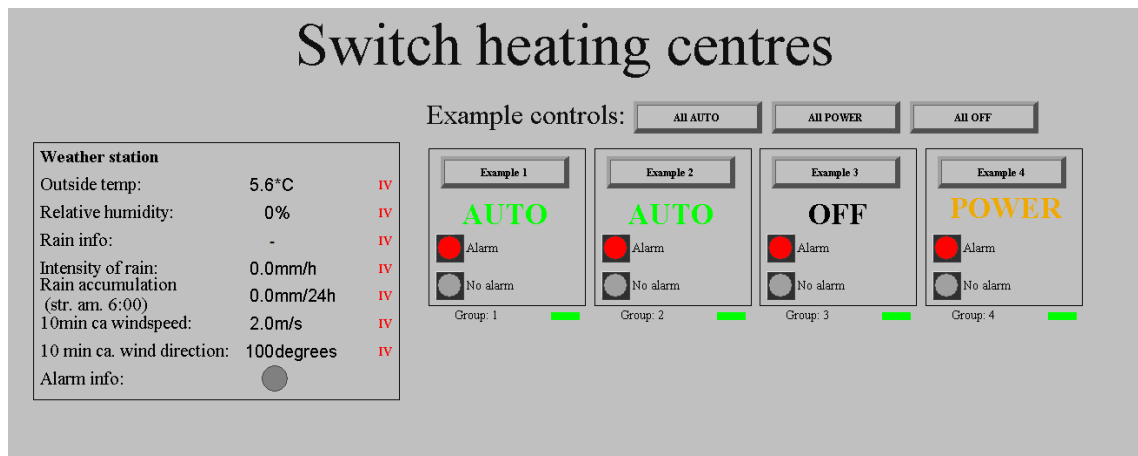 Switch heating centres
Example controls: All AUTO All POWER All OFF
Weather station
Outside temp: 5.6*C IV
Relative humidity: 0% IV
Rain info: - IV
Intensity of rain: 0.0mm/h IV
Rain accumulation
(str. am. 6:00) 0.0mm/24h IV
10min ca windspeed: 2.0m/s IV
10 min ca. wind direction: 100degrees IV
Alarm info:
Example 1
AUTO
Alarm
No alarm
Group: 1
Example 2
AUTO
Alarm
No alarm
Group: 2
Example 3
OFF
Alarm
No alarm
Group: 3
Example 4
POWER
Alarm
No alarm
Group: 4